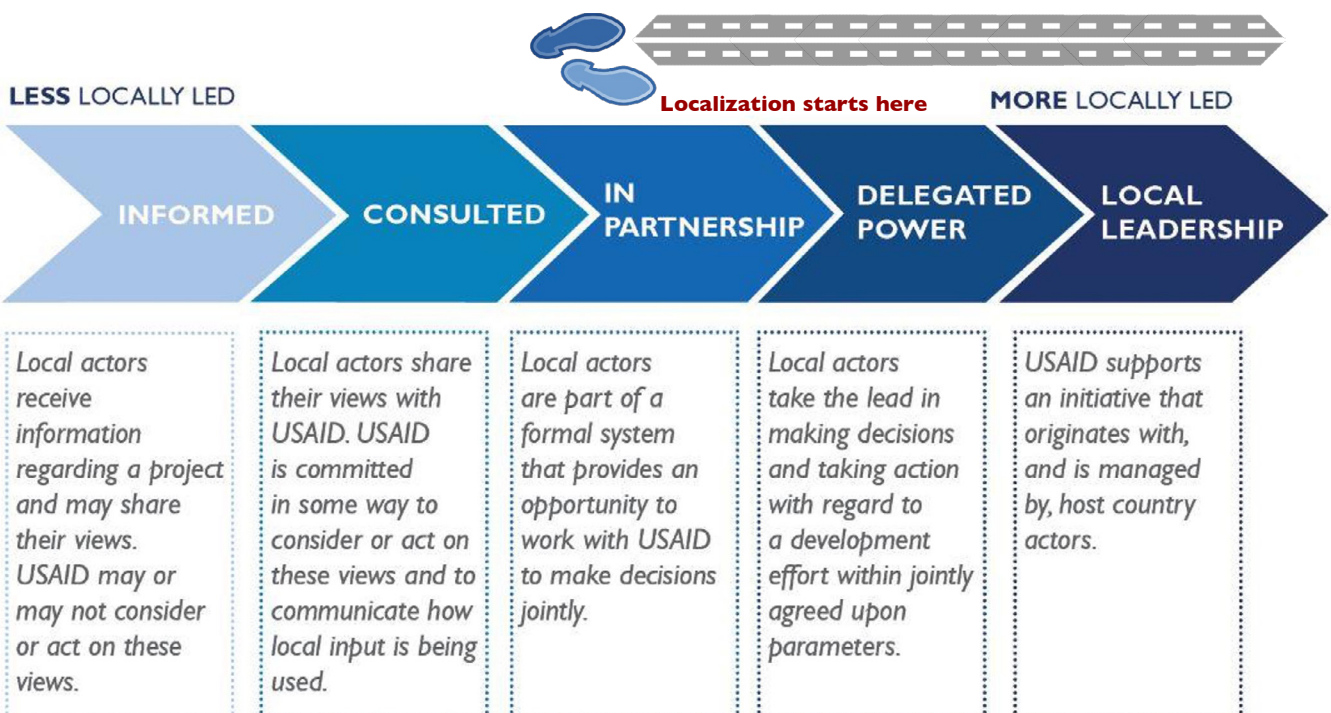 Localization starts here
LESS LOCALLY LED
MORE LOCALLY LED
INFORMED
CONSULTED
IN
PARTNERSHIP
DELEGATED
POWER
LOCAL
LEADERSHIP
Local actors
receive
information
regarding a project
and may share
their views.
USAID may or
may not consider
or act on these
views.
Local actors share
their views with
USAID. USAID
is committed
in some way to
consider or act on
these views and to
communicate how
local input is being
used.
Local actors
are part of a
formal system
that provides an
opportunity to
work with USAID
to make decisions
jointly.
Local actors
take the lead in
making decisions
and taking action
with regard to
a development
effort within jointly
agreed upon
parameters.
USAID supports
an initiative that
originates with,
and is managed
by, host country
actors.